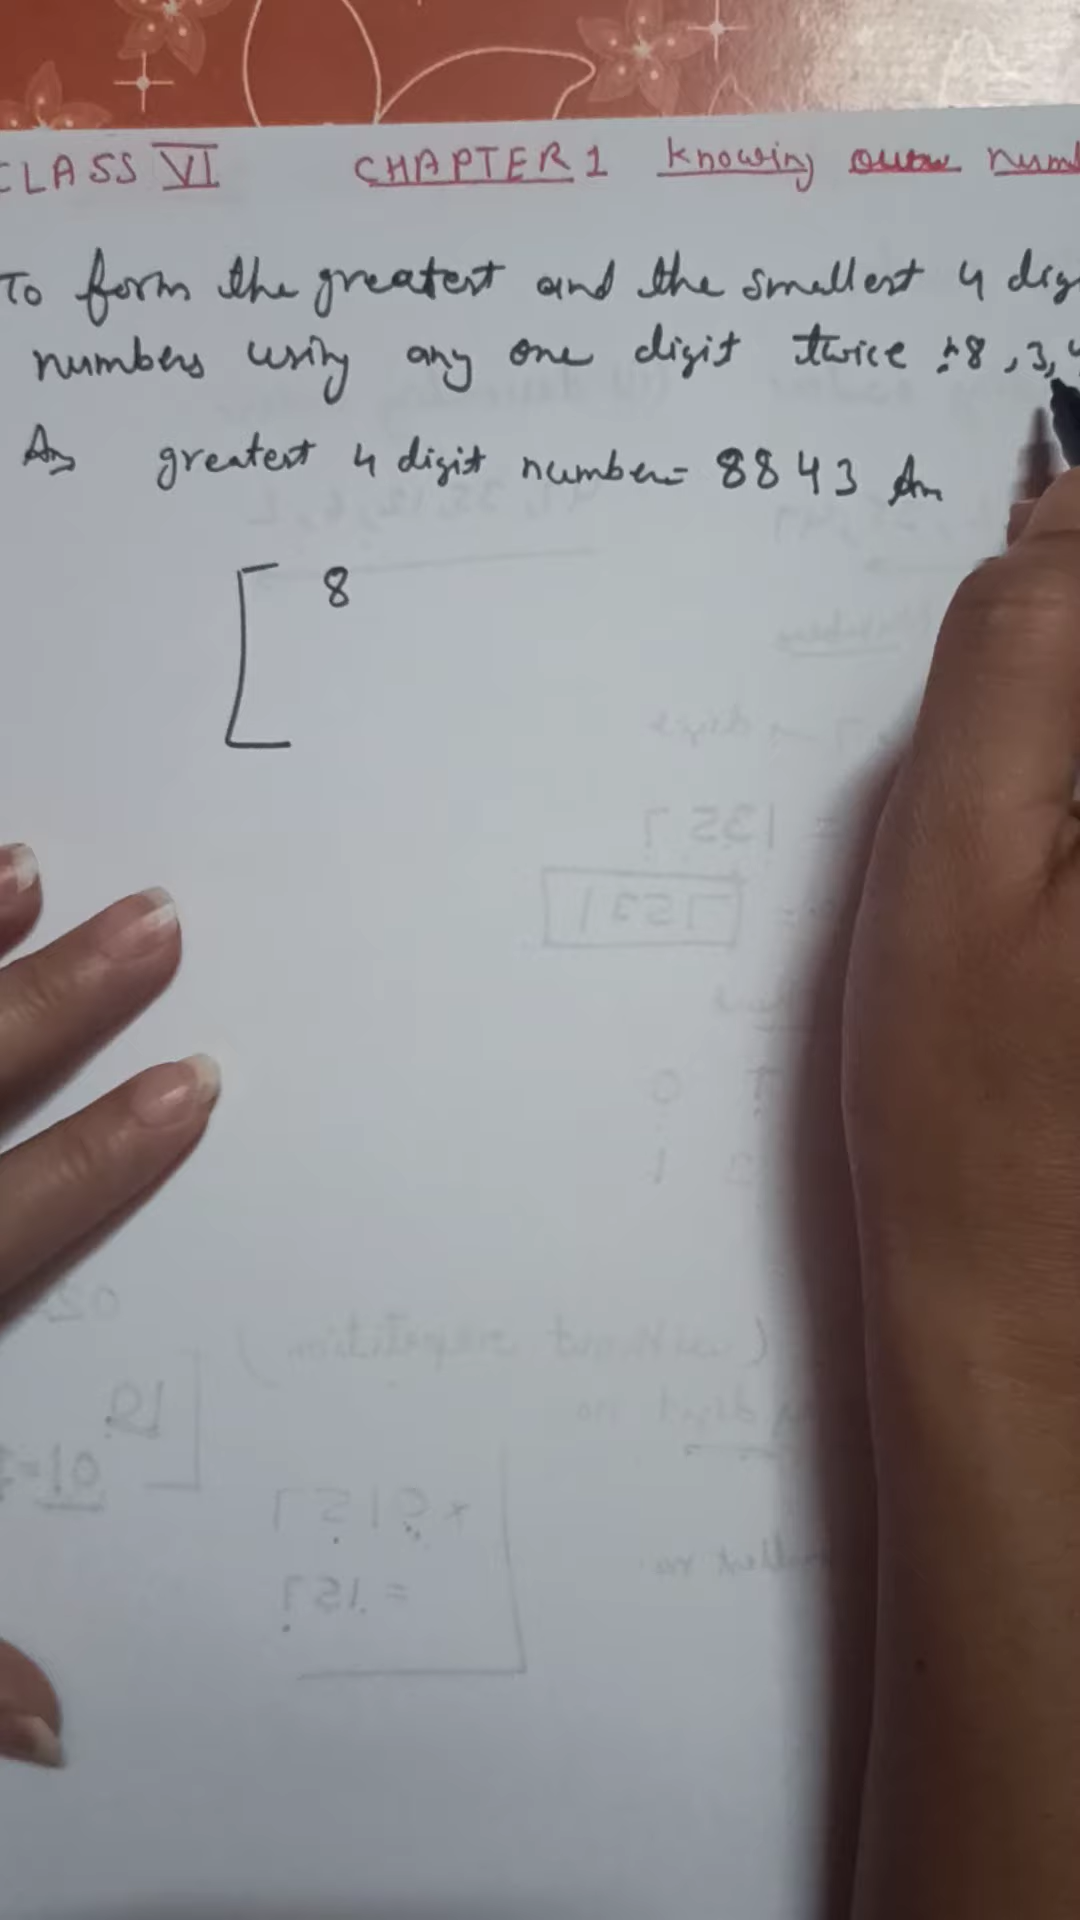 CLASS VI CHAPTER 1 Knowing our num
To form the greatest and the smallest 4 dig
numbers using any one digit twice :- 8, 3, 4
Ans greatest 4 digit number = 8843 Ans
8